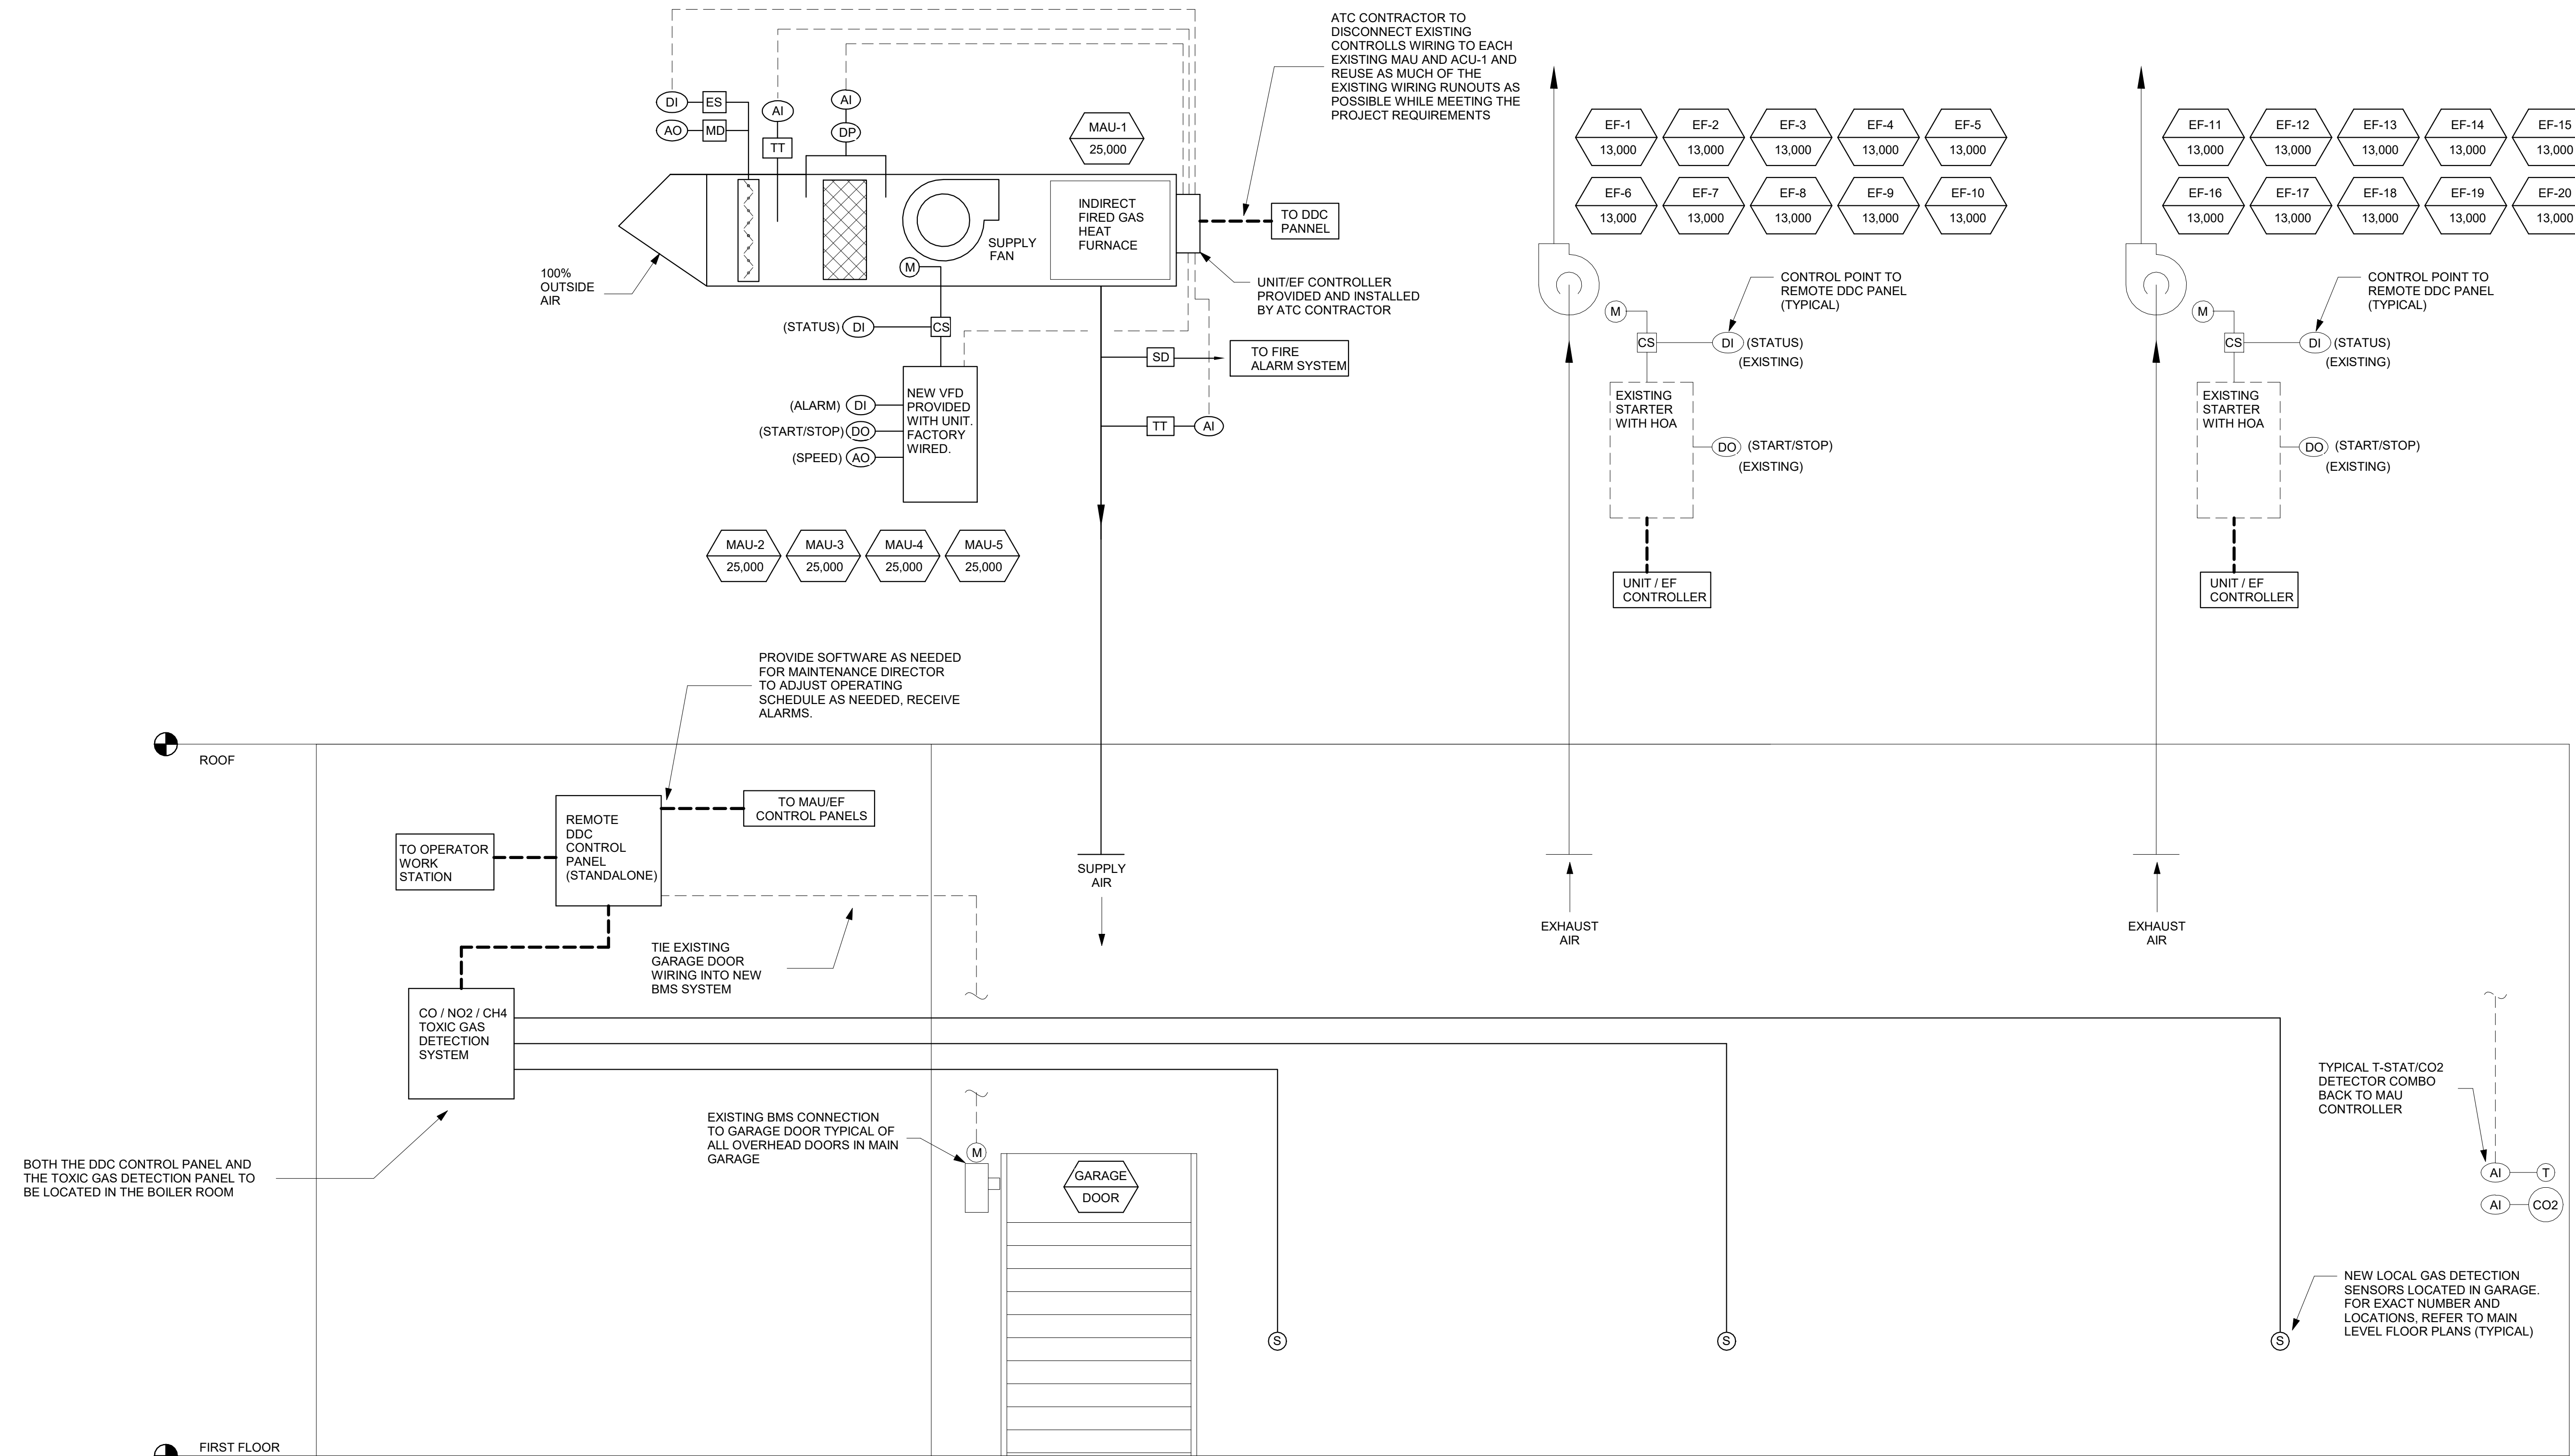 ATC CONTRACTOR TO
DISCONNECT EXISTING
CONTROLLS WIRING TO EACH
EXISTING MAU AND ACU-1 AND
REUSE AS MUCH OF THE
EXISTING WIRING RUNOUTS AS
POSSIBLE WHILE MEETING THE
PROJECT REQUIREMENTS
DI
ES
AO
MD
AI
TT
AI
DP
MAU-1
25,000
INDIRECT
FIRED GAS
HEAT
FURNACE
SUPPLY
FAN
M
TO DDC
PANNEL
100%
OUTSIDE
AIR
UNIT/EF CONTROLLER
PROVIDED AND INSTALLED
BY ATC CONTRACTOR
(STATUS)
DI
CS
SD
TO FIRE
ALARM SYSTEM
TT
AI
NEW VFD
PROVIDED
WITH UNIT.
FACTORY
WIRED.
(ALARM)
DI
(START/STOP)
DO
(SPEED)
AO
MAU-2
25,000
MAU-3
25,000
MAU-4
25,000
MAU-5
25,000
EF-1
13,000
EF-2
13,000
EF-3
13,000
EF-4
13,000
EF-5
13,000
EF-6
13,000
EF-7
13,000
EF-8
13,000
EF-9
13,000
EF-10
13,000
CONTROL POINT TO
REMOTE DDC PANEL
(TYPICAL)
M
CS
DI
(STATUS)
(EXISTING)
EXISTING
STARTER
WITH HOA
DO
(START/STOP)
(EXISTING)
UNIT / EF
CONTROLLER
EF-11
13,000
EF-12
13,000
EF-13
13,000
EF-14
13,000
EF-15
13,000
EF-16
13,000
EF-17
13,000
EF-18
13,000
EF-19
13,000
EF-20
13,000
CONTROL POINT TO
REMOTE DDC PANEL
(TYPICAL)
M
CS
DI
(STATUS)
(EXISTING)
EXISTING
STARTER
WITH HOA
DO
(START/STOP)
(EXISTING)
UNIT / EF
CONTROLLER
PROVIDE SOFTWARE AS NEEDED
FOR MAINTENANCE DIRECTOR
TO ADJUST OPERATING
SCHEDULE AS NEEDED, RECEIVE
ALARMS.
ROOF
TO MAU/EF
CONTROL PANELS
REMOTE
DDC
CONTROL
PANEL
(STANDALONE)
TO OPERATOR
WORK
STATION
SUPPLY
AIR
EXHAUST
AIR
EXHAUST
AIR
TIE EXISTING
GARAGE DOOR
WIRING INTO NEW
BMS SYSTEM
CO / NO2 / CH4
TOXIC GAS
DETECTION
SYSTEM
TYPICAL T-STAT/CO2
DETECTOR COMBO
BACK TO MAU
CONTROLLER
EXISTING BMS CONNECTION
TO GARAGE DOOR TYPICAL OF
ALL OVERHEAD DOORS IN MAIN
GARAGE
M
GARAGE
DOOR
BOTH THE DDC CONTROL PANEL AND
THE TOXIC GAS DETECTION PANEL TO
BE LOCATED IN THE BOILER ROOM
AI
T
AI
CO2
NEW LOCAL GAS DETECTION
SENSORS LOCATED IN GARAGE.
FOR EXACT NUMBER AND
LOCATIONS, REFER TO MAIN
LEVEL FLOOR PLANS (TYPICAL)
S
S
S
FIRST FLOOR